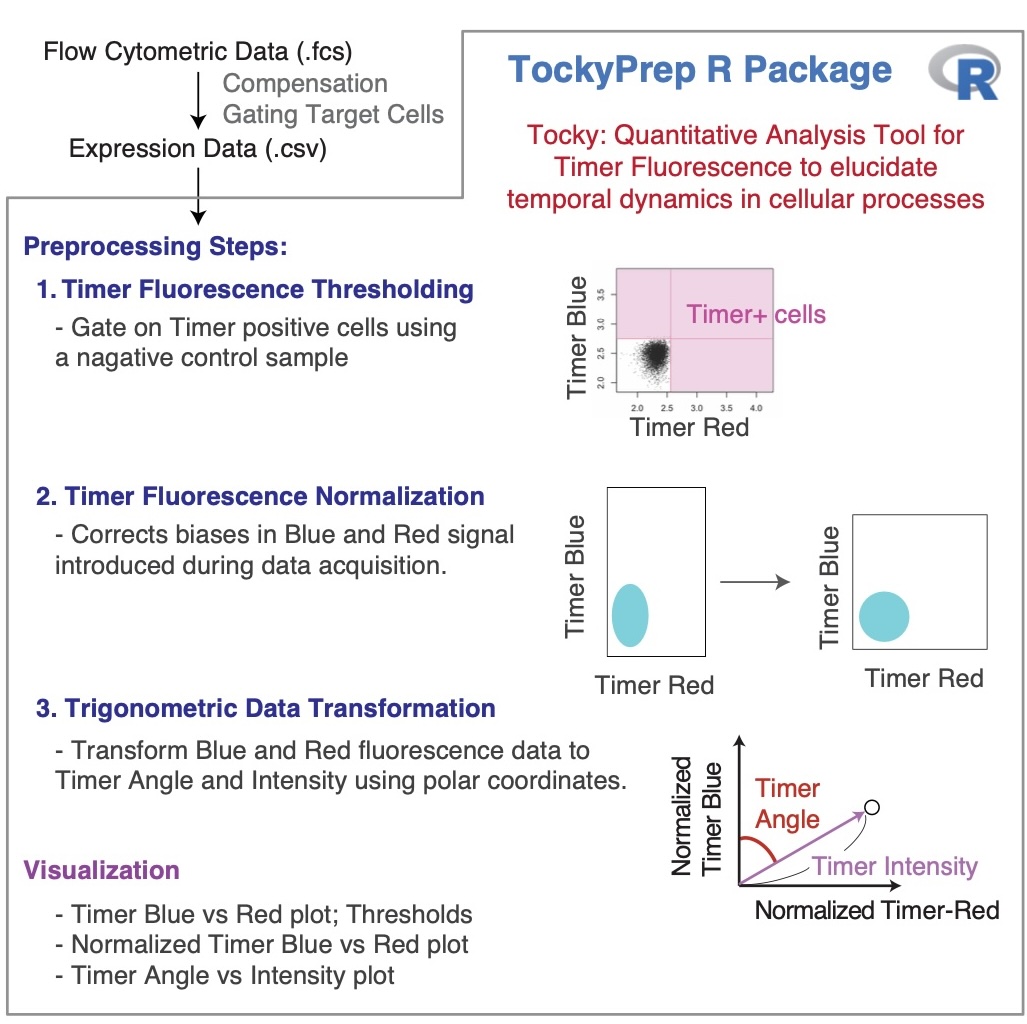 Flow Cytometric Data (.fcs)
Compensation
Gating Target Cells
Expression Data (.csv)
TockyPrep R Package
R
Tocky: Quantitative Analysis Tool for
Timer Fluorescence to elucidate
temporal dynamics in cellular processes
Preprocessing Steps:
1. Timer Fluorescence Thresholding
- Gate on Timer positive cells using
a nagative control sample
Timer Blue
3.5
3.0
2.5
2.0
Timer+ cells
2.0 2.5 3.0 3.5 4.0
Timer Red
2. Timer Fluorescence Normalization
- Corrects biases in Blue and Red signal
introduced during data acquisition.
Timer Blue
Timer Red
Timer Blue
Timer Red
3. Trigonometric Data Transformation
- Transform Blue and Red fluorescence data to
Timer Angle and Intensity using polar coordinates.
Normalized
Timer Blue
Timer
Angle
Timer Intensity
Normalized Timer-Red
Visualization
- Timer Blue vs Red plot; Thresholds
- Normalized Timer Blue vs Red plot
- Timer Angle vs Intensity plot